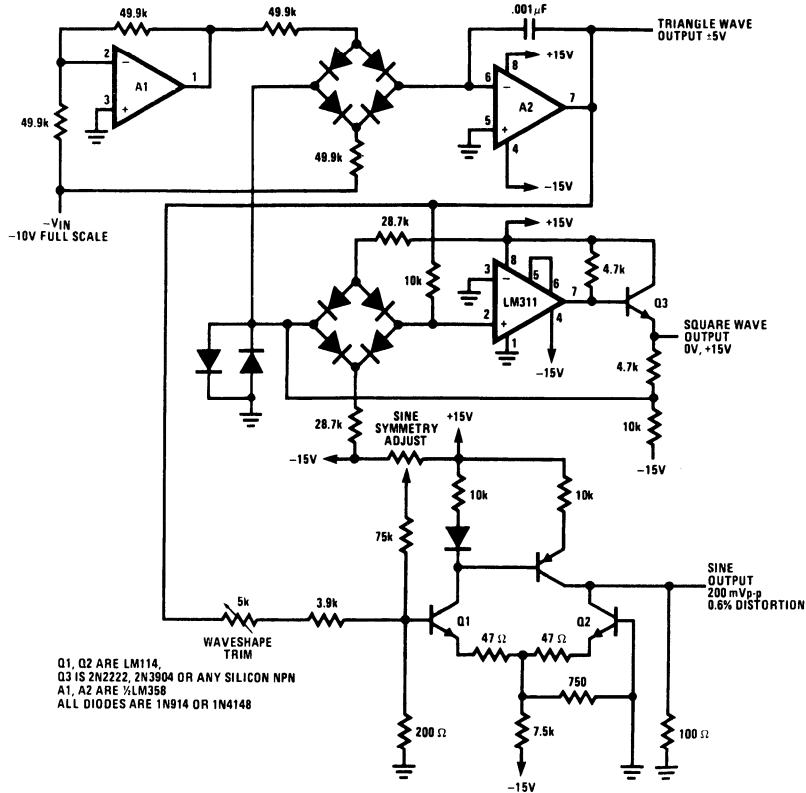 .001µF
49.9k
49.9k
TRIANGLE WAVE
OUTPUT ±5V
+15V
2
8
–
A1
1
6
–
A2
7
3
+
49.9k
5
+
4
49.9k
–15V
–VIN
–10V FULL SCALE
28.7k
+15V
8
5
6
4.7k
3
–
10k
LM311
7
Q3
2
+
4
1
SQUARE WAVE
OUTPUT
0V, +15V
–15V
4.7k
28.7k
SINE
SYMMETRY
ADJUST
+15V
10k
–15V
–15V
10k
10k
75k
SINE
OUTPUT
200 mVp-p
0.6% DISTORTION
5k
3.9k
Q1
Q2
WAVESHAPE
TRIM
47 Ω
47 Ω
Q1, Q2 ARE LM114,
Q3 IS 2N2222, 2N3904 OR ANY SILICON NPN
A1, A2 ARE ½LM358
ALL DIODES ARE 1N914 OR 1N4148
750
200 Ω
7.5k
100 Ω
–15V